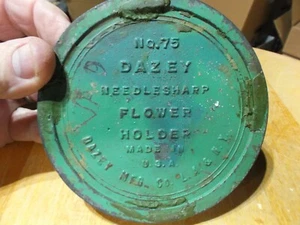 No. 75
DAZEY
NEEDLESHARP
FLOWER
HOLDER
MADE IN
U.S.A.
DAZEY MFG. CO.